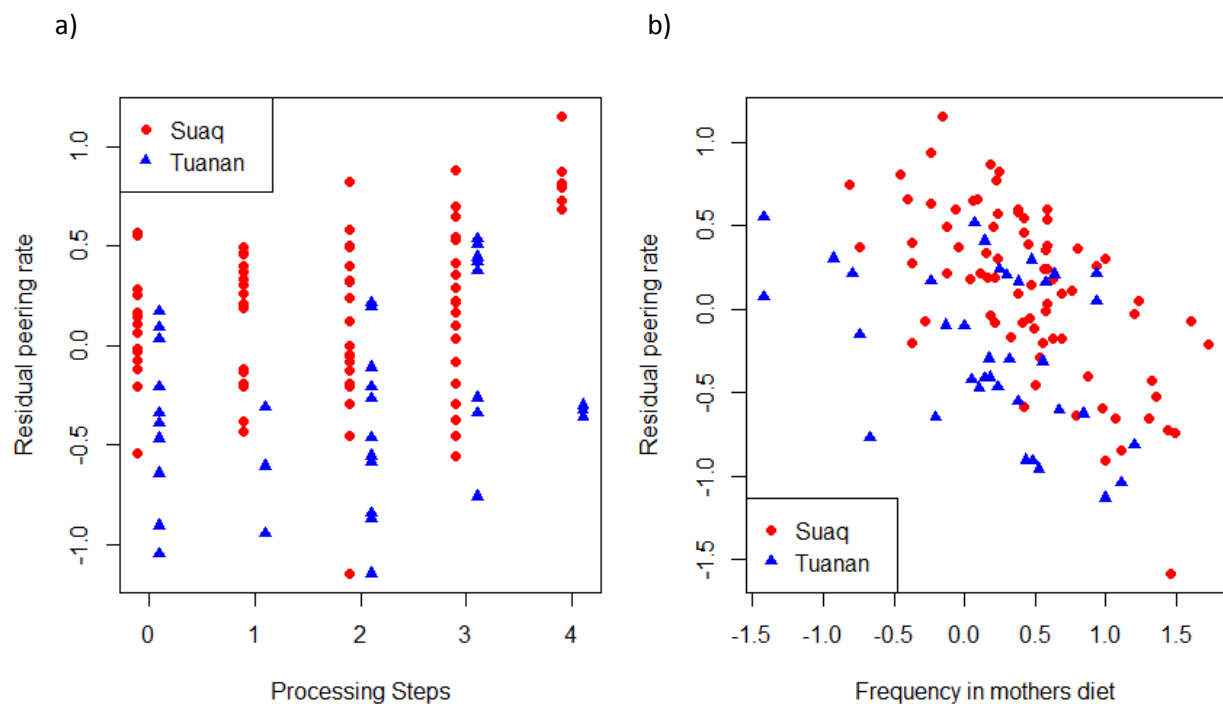 a)
Suaq
Tuanan
1.0
0.5
0.0
-0.5
-1.0
Residual peering rate
0 1 2 3 4
Processing Steps
b)
1.0
0.5
0.0
-0.5
-1.0
-1.5
Residual peering rate
Suaq
Tuanan
-1.5 -1.0 -0.5 0.0 0.5 1.0 1.5
Frequency in mothers diet